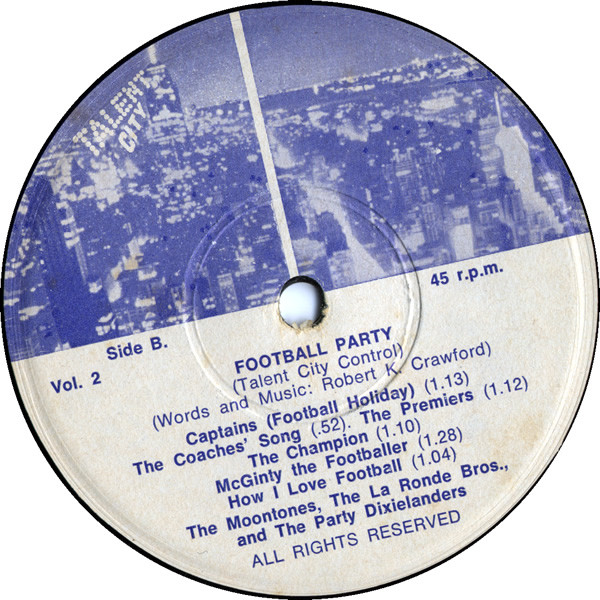 TALENT
CITY
Side B.
45 r.p.m.
Vol. 2
FOOTBALL PARTY
(Talent City Control)
(Words and Music: Robert K. Crawford)
Captains (Football Holiday) (1.13)
The Coaches' Song (.52). The Premiers (1.12)
The Champion (1.10)
McGinty the Footballer (1.28)
How I Love Football (1.04)
The Moontones, The La Ronde Bros.,
and The Party Dixielanders
ALL RIGHTS RESERVED